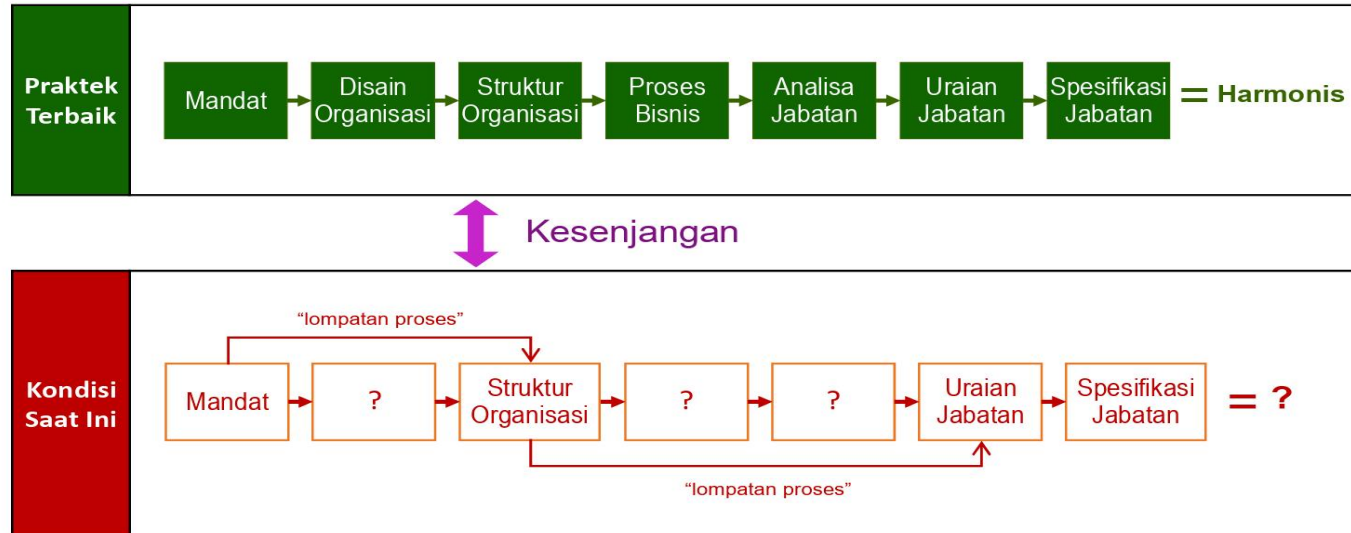 Praktek
Terbaik
Mandat
Disain
Organisasi
Struktur
Organisasi
Proses
Bisnis
Analisa
Jabatan
Uraian
Jabatan
Spesifikasi
Jabatan
= Harmonis
Kesenjangan
Kondisi
Saat Ini
“lompatan proses”
Mandat
?
Struktur
Organisasi
?
?
Uraian
Jabatan
Spesifikasi
Jabatan
= ?
“lompatan proses”